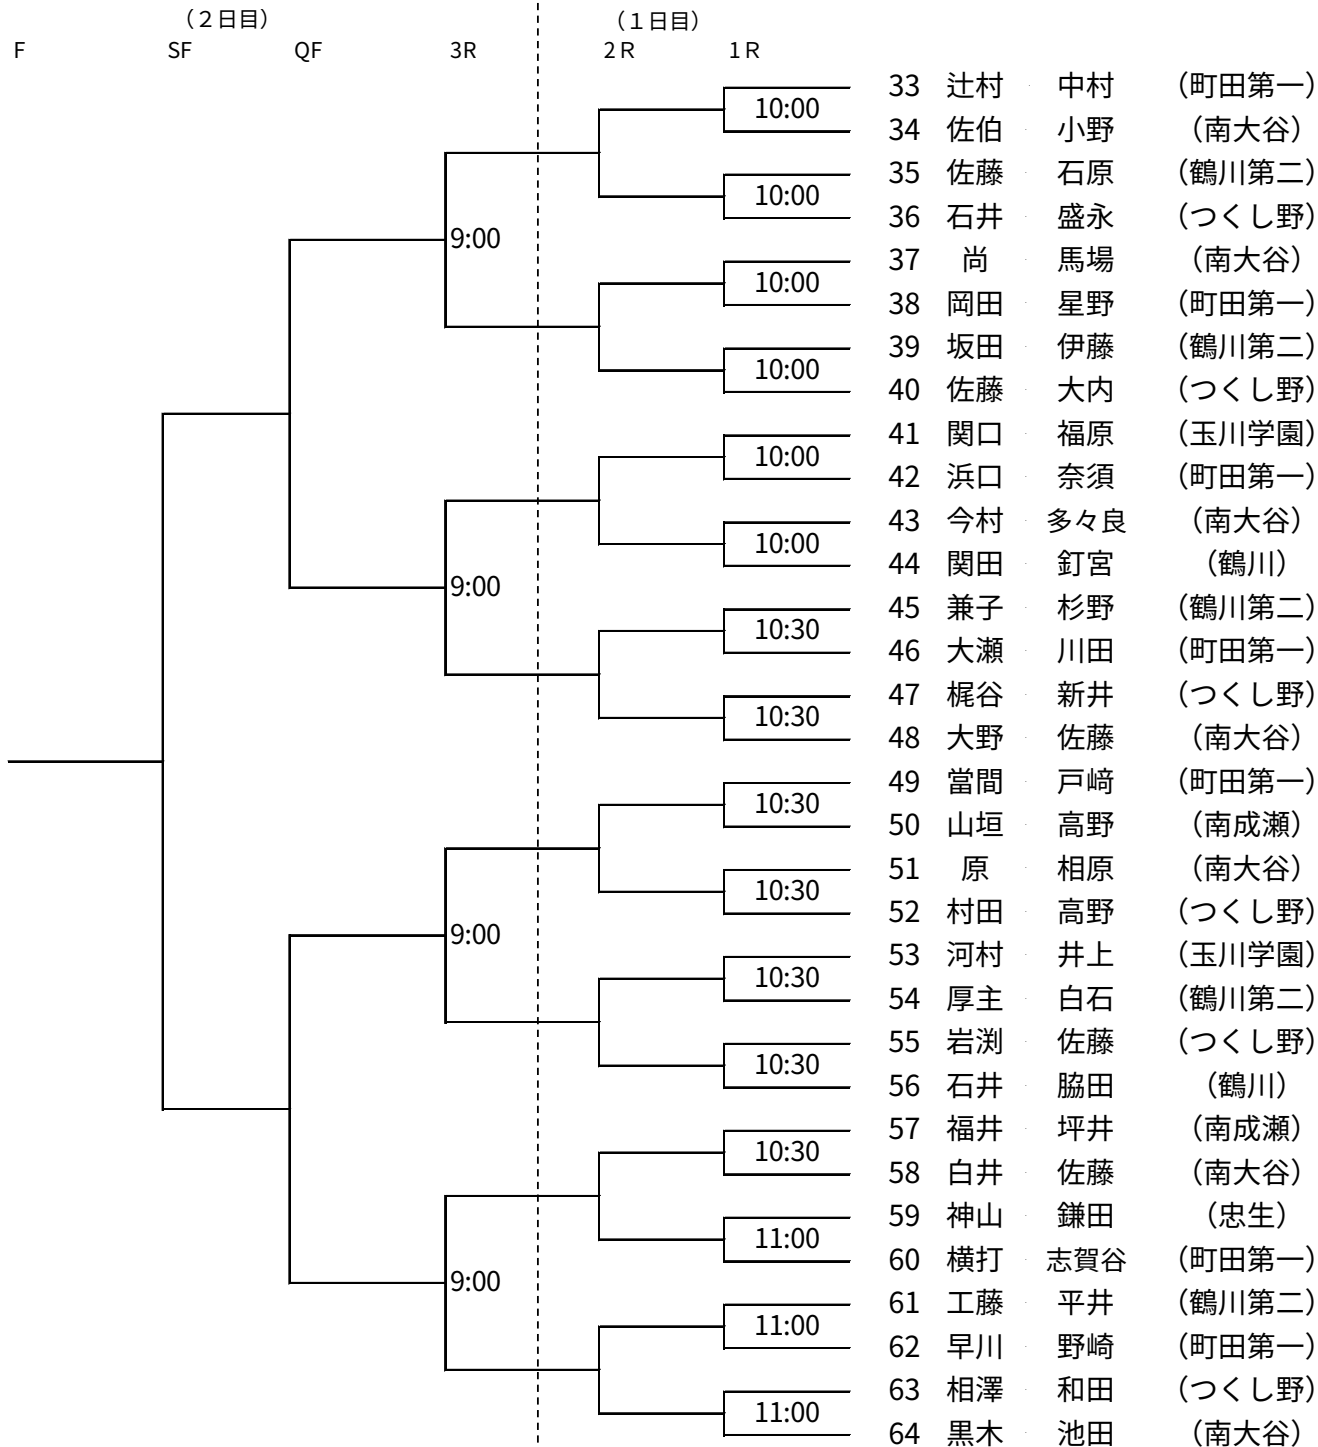 （２日目）　（１日目）
F　SF　QF　3R　2Ｒ　1Ｒ
33 辻村 中村 （町田第一）
10:00
34 佐伯 小野 （南大谷）
35 佐藤 石原 （鶴川第二）
10:00
36 石井 盛永 （つくし野）
9:00
37 尚 馬場 （南大谷）
10:00
38 岡田 星野 （町田第一）
39 坂田 伊藤 （鶴川第二）
10:00
40 佐藤 大内 （つくし野）
41 関口 福原 （玉川学園）
10:00
42 浜口 奈須 （町田第一）
43 今村 多々良 （南大谷）
10:00
44 関田 釘宮 （鶴川）
9:00
45 兼子 杉野 （鶴川第二）
10:30
46 大瀬 川田 （町田第一）
47 梶谷 新井 （つくし野）
10:30
48 大野 佐藤 （南大谷）
49 當間 戸﨑 （町田第一）
10:30
50 山垣 高野 （南成瀬）
51 原 相原 （南大谷）
10:30
52 村田 高野 （つくし野）
9:00
53 河村 井上 （玉川学園）
10:30
54 厚主 白石 （鶴川第二）
55 岩渕 佐藤 （つくし野）
10:30
56 石井 脇田 （鶴川）
57 福井 坪井 （南成瀬）
10:30
58 白井 佐藤 （南大谷）
59 神山 鎌田 （忠生）
11:00
60 横打 志賀谷 （町田第一）
9:00
61 工藤 平井 （鶴川第二）
11:00
62 早川 野崎 （町田第一）
63 相澤 和田 （つくし野）
11:00
64 黒木 池田 （南大谷）